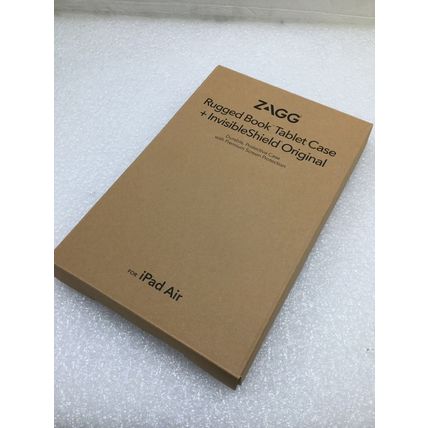 ZAGG
Rugged Book Tablet Case
+ InvisibleShield Original
Durable, Protective Case
with Premium Screen Protection
FOR iPad Air